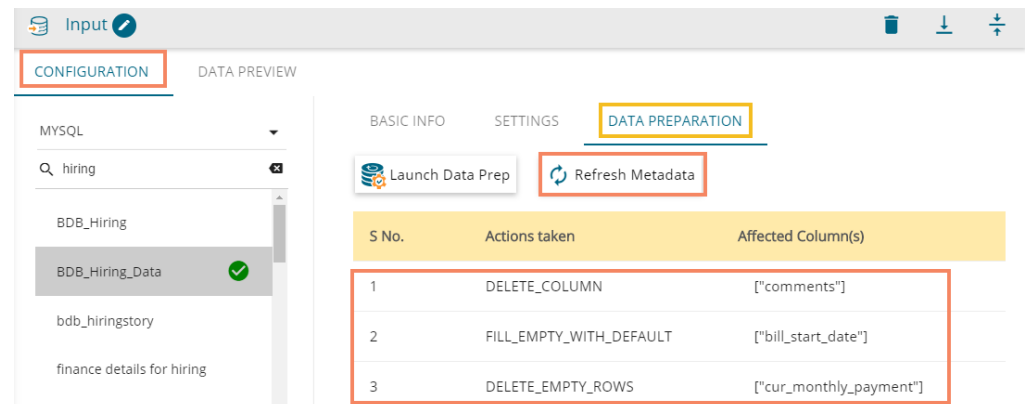 Input
CONFIGURATION DATA PREVIEW
MYSQL
hiring
BDB_Hiring
BDB_Hiring_Data
bdb_hiringstory
finance details for hiring
BASIC INFO SETTINGS DATA PREPARATION
Launch Data Prep Refresh Metadata
S No. Actions taken Affected Column(s)
1 DELETE_COLUMN ["comments"]
2 FILL_EMPTY_WITH_DEFAULT ["bill_start_date"]
3 DELETE_EMPTY_ROWS ["cur_monthly_payment"]